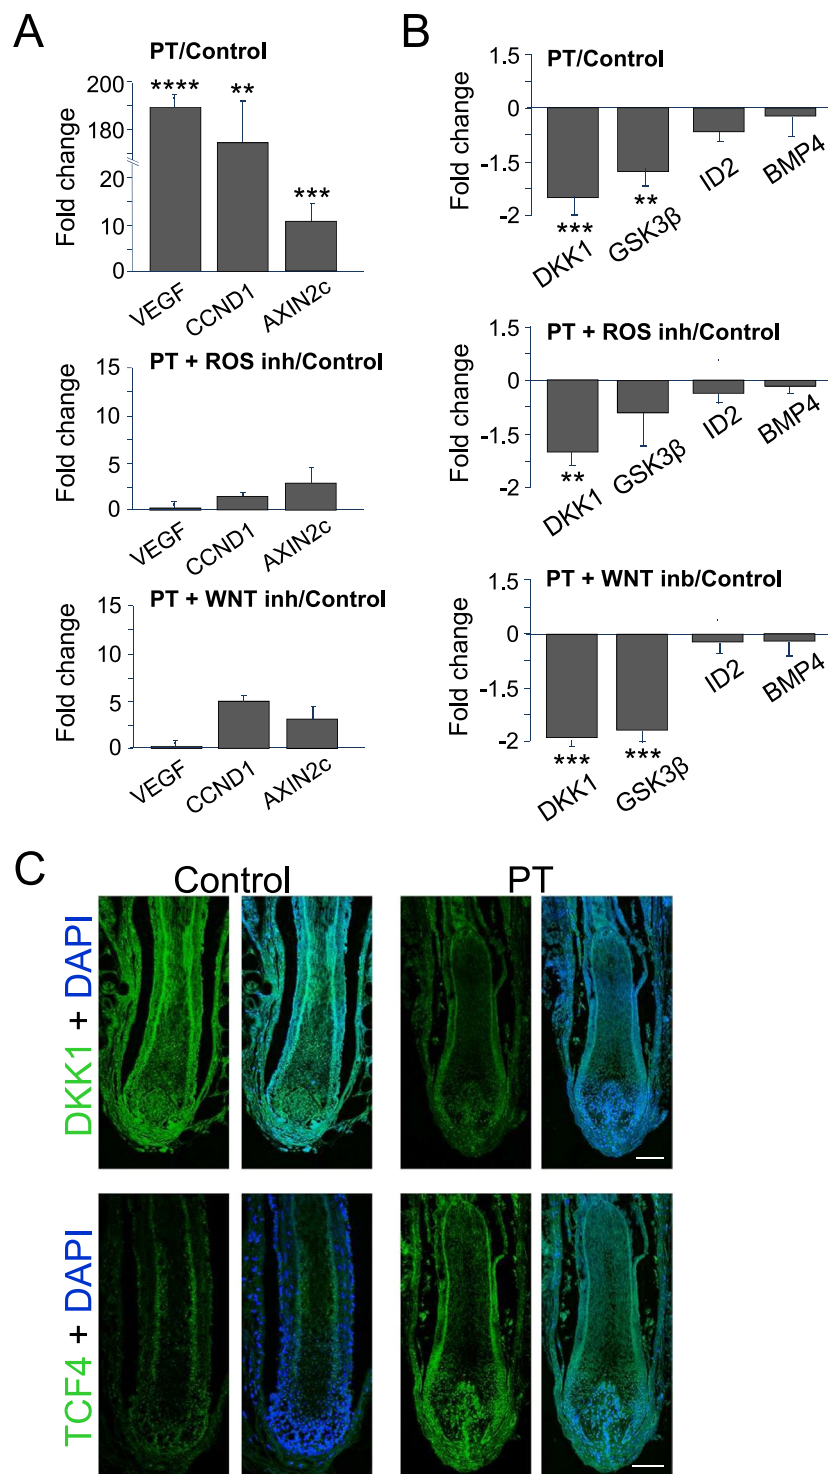 A
PT/Control
Fold change
200
180
20
10
0
****
**
***
VEGF
CCND1
AXIN2c
PT + ROS inh/Control
Fold change
15
10
5
0
VEGF
CCND1
AXIN2c
PT + WNT inh/Control
Fold change
15
10
5
0
VEGF
CCND1
AXIN2c
B
PT/Control
Fold change
1.5
0
-1.5
-2
***
**
DKK1
GSK3β
ID2
BMP4
PT + ROS inh/Control
Fold change
1.5
0
-1.5
-2
**
DKK1
GSK3β
ID2
BMP4
PT + WNT inb/Control
Fold change
1.5
0
-1.5
-2
***
***
DKK1
GSK3β
ID2
BMP4
C
Control
PT
DKK1 + DAPI
TCF4 + DAPI